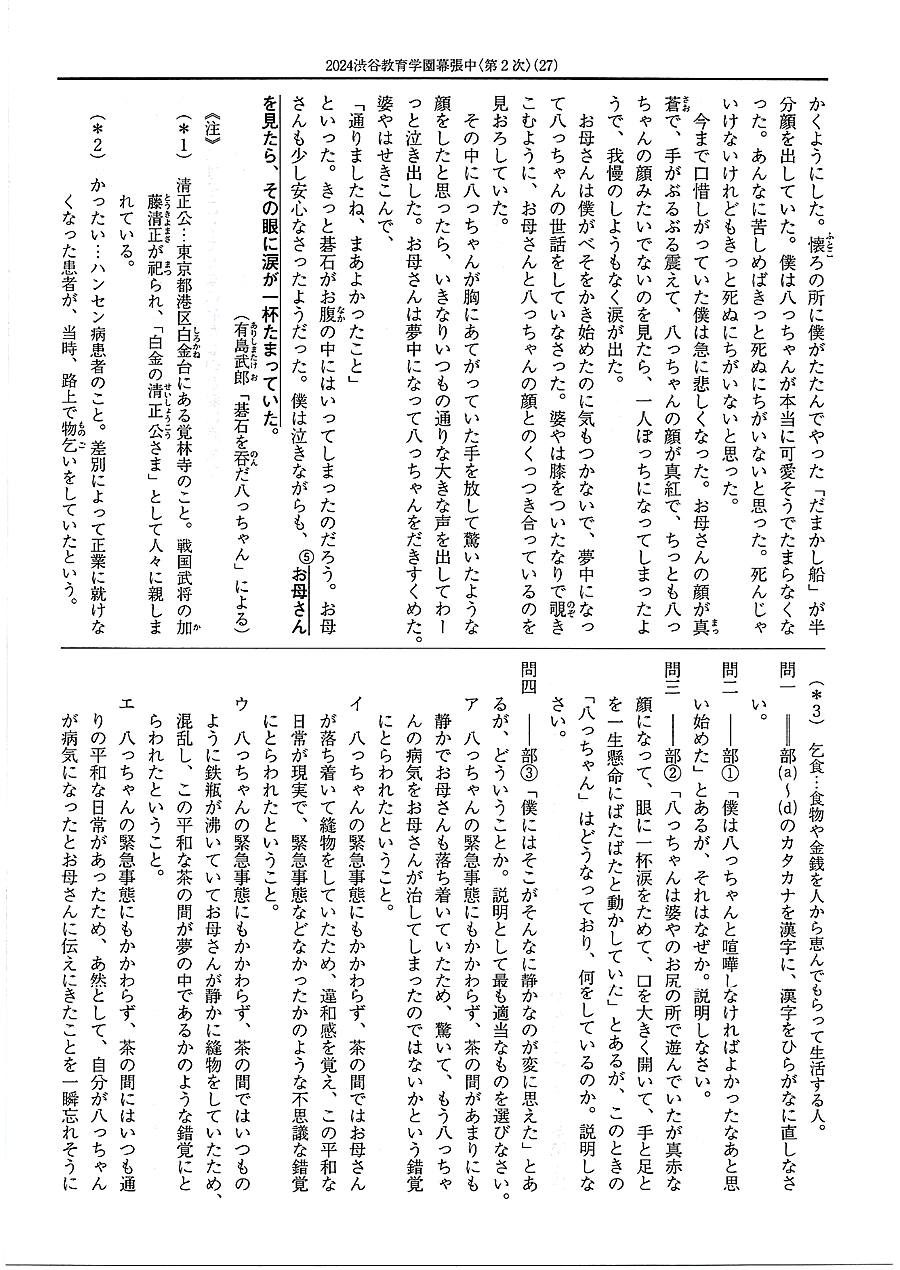 2024渋谷教育学園幕張中〈第2次〉(27)
かくようにした。懐ろの所に僕がたたんでやった「だまかし船」が半
分顔を出していた。僕は八っちゃんが本当に可愛そうでたまらなくな
った。あんなに苦しめばきっと死ぬにちがいないと思った。死んじゃ
いけないけれどもきっと死ぬにちがいないと思った。
今まで口惜しがっていた僕は急に悲しくなった。お母さんの顔が真
蒼で、手がぶるぶる震えて、八っちゃんの顔が真紅で、ちっとも八っ
ちゃんの顔みたいでないのを見たら、一人ぼっちになってしまったよ
うで、我慢のしようもなく涙が出た。
お母さんは僕がべそをかき始めたのに気もつかないで、夢中になっ
て八っちゃんの世話をしていなさった。婆やは膝をついたなりで覗き
こむように、お母さんと八っちゃんの顔とのくっつき合っているのを
見おろしていた。
その中に八っちゃんが胸にあてがっていた手を放して驚いたような
顔をしたと思ったら、いきなりいつもの通りな大きな声を出してわー
っと泣き出した。お母さんは夢中になって八っちゃんをだきすくめた。
婆やはせきこんで、
「通りましたね、まあよかったこと」
といった。きっと碁石がお腹の中にはいってしまったのだろう。お母
さんも少し安心なさったようだった。僕は泣きながらも、⑤お母さん
を見たら、その眼に涙が一杯たまっていた。
(有島武郎「碁石を呑だ八っちゃん」による)
《注》
(*1) 清正公…東京都港区白金台にある覚林寺のこと。戦国武将の加
藤清正が祀られ、「白金の清正公さま」として人々に親しま
れている。
(*2) かったい…ハンセン病患者のこと。差別によって正業に就けな
くなった患者が、当時、路上で物乞いをしていたという。
(*3) 乞食…食物や金銭を人から恵んでもらって生活する人。
問一 ══部(a)〜(d)のカタカナを漢字に、漢字をひらがなに直しなさ
い。
問二 ――部①「僕は八っちゃんと喧嘩しなければよかったなあと思
い始めた」とあるが、それはなぜか。説明しなさい。
問三 ――部②「八っちゃんは婆やのお尻の所で遊んでいたが真赤な
顔になって、眼に一杯涙をためて、口を大きく開いて、手と足と
を一生懸命にばたばたと動かしていた」とあるが、このときの
「八っちゃん」はどうなっており、何をしているのか。説明しな
さい。
問四 ――部③「僕にはそこがそんなに静かなのが変に思えた」とあ
るが、どういうことか。説明として最も適当なものを選びなさい。
ア 八っちゃんの緊急事態にもかかわらず、茶の間があまりにも
静かでお母さんも落ち着いていたため、驚いて、もう八っちゃ
んの病気をお母さんが治してしまったのではないかという錯覚
にとらわれたということ。
イ 八っちゃんの緊急事態にもかかわらず、茶の間ではお母さん
が落ち着いて縫物をしていたため、違和感を覚え、この平和な
日常が現実で、緊急事態などなかったかのような不思議な錯覚
にとらわれたということ。
ウ 八っちゃんの緊急事態にもかかわらず、茶の間ではいつもの
ように鉄瓶が沸いていてお母さんが静かに縫物をしていたため、
混乱し、この平和な茶の間が夢の中であるかのような錯覚にと
らわれたということ。
エ 八っちゃんの緊急事態にもかかわらず、茶の間にはいつも通
りの平和な日常があったため、あ然として、自分が八っちゃん
が病気になったとお母さんに伝えにきたことを一瞬忘れそうに